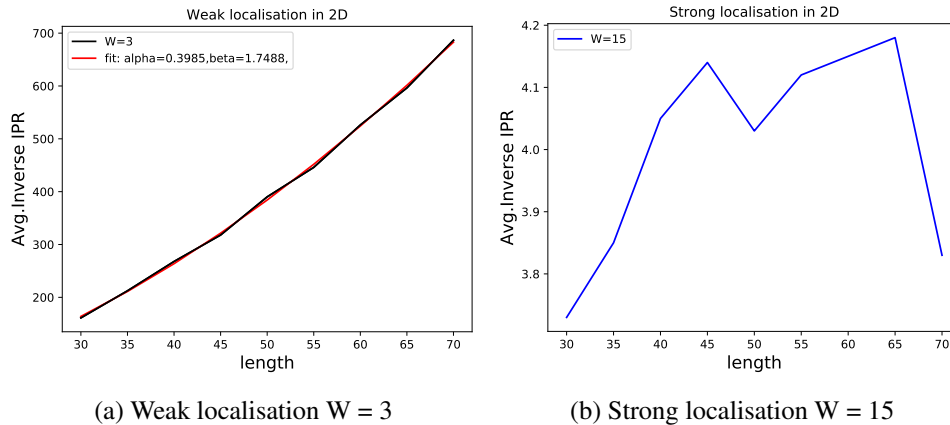 Weak localisation in 2D
W=3
fit: alpha=0.3985,beta=1.7488,
700
600
500
400
300
200
Avg.Inverse IPR
30 35 40 45 50 55 60 65 70
length
(a) Weak localisation W = 3
Strong localisation in 2D
W=15
4.2
4.1
4.0
3.9
3.8
Avg.Inverse IPR
30 35 40 45 50 55 60 65 70
length
(b) Strong localisation W = 15